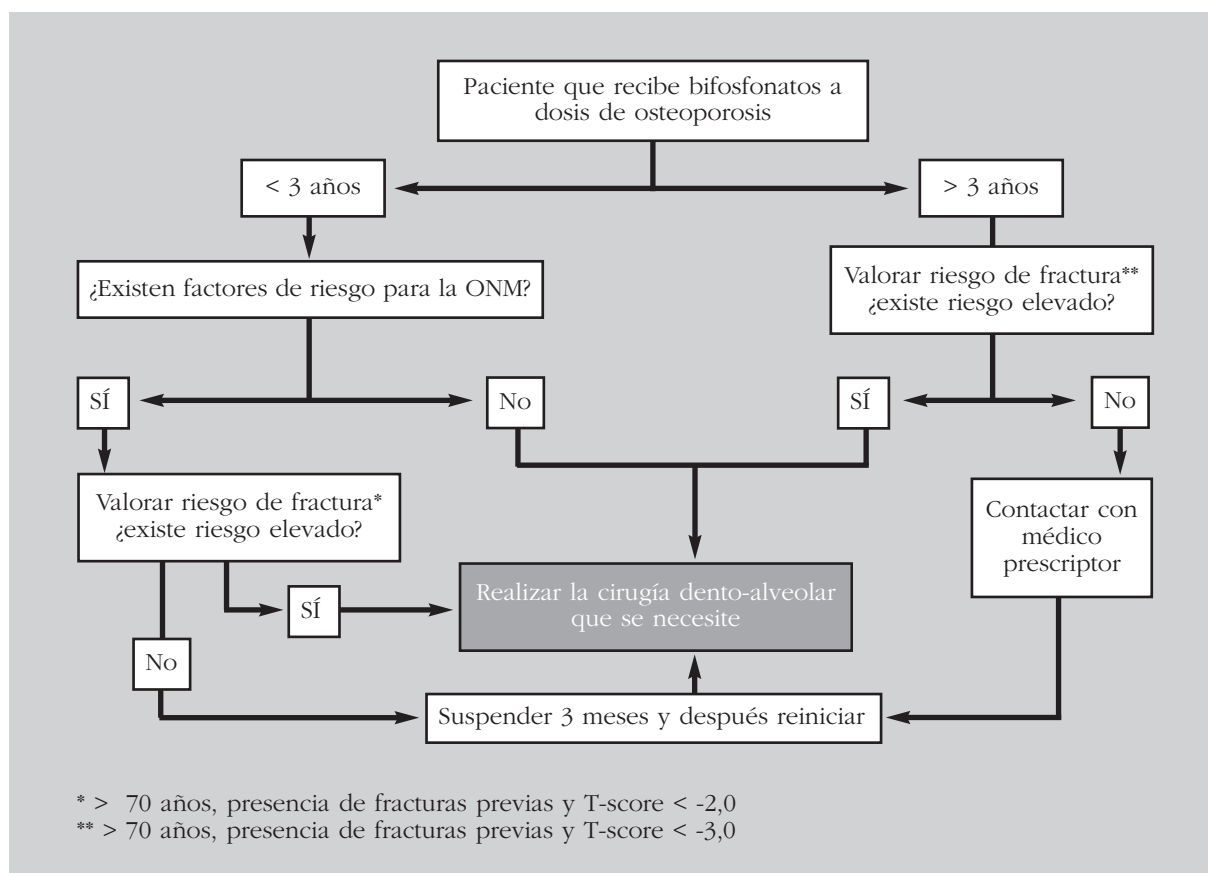 Paciente que recibe bifosfonatos a
dosis de osteoporosis
< 3 años
> 3 años
¿Existen factores de riesgo para la ONM?
Valorar riesgo de fractura**
¿existe riesgo elevado?
SÍ
No
SÍ
No
Valorar riesgo de fractura*
¿existe riesgo elevado?
Contactar con
médico
prescriptor
Realizar la cirugía dento-alveolar
que se necesite
SÍ
No
Suspender 3 meses y después reiniciar
* > 70 años, presencia de fracturas previas y T-score < -2,0
** > 70 años, presencia de fracturas previas y T-score < -3,0